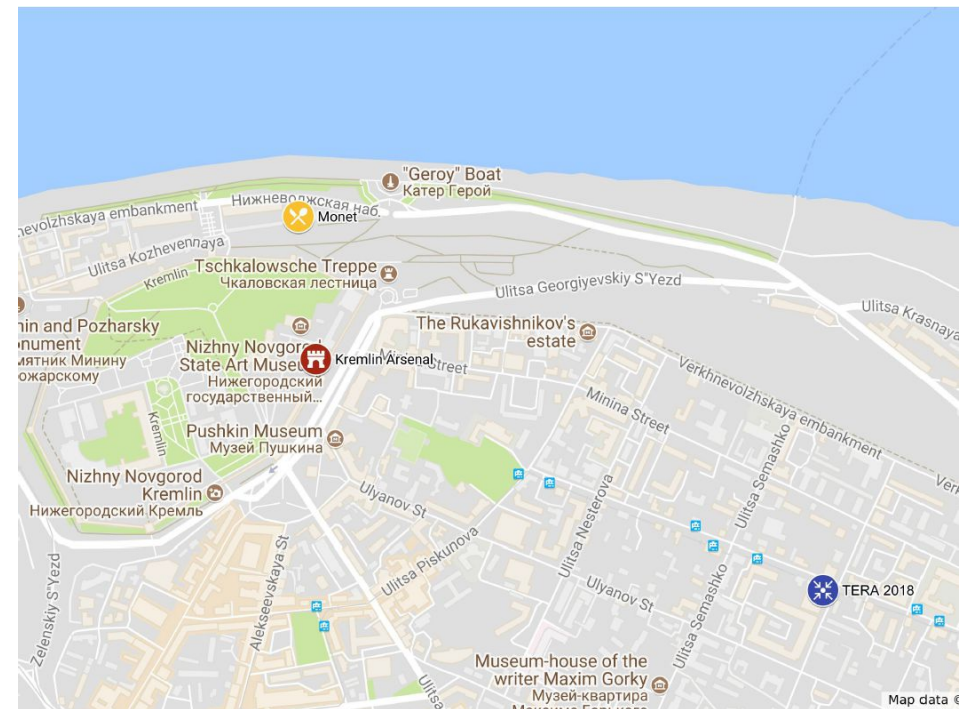 "Geroy" Boat
Катер Герой
Нижневолжская наб.
Monet
nevolzhskaya embankment
Ulitsa Kozhevennaya
Kremlin
Tschkalowsche Treppe
Чкаловская лестница
Ulitsa Georgiyevskiy S"Yezd
Ulitsa Krasnaya
nin and Pozharsky
onument
мятник Минину
ожарскому
The Rukavishnikov's
estate
Nizhny Novgorod
State Art Museum
Нижегородский
государственный...
Kremlin Arsenal
Street
Verkhnevolzhskaya embankment
Minina Street
Kremlin
Pushkin Museum
Музей Пушкина
Ulitsa Semashko
Nizhny Novgorod
Kremlin
Нижегородский Кремль
Ulyanov St
Ulitsa Nesterova
Verk
Ulitsa Piskunova
Alekseevskaya St
Zelenskiy S"Yezd
Ulyanov St
TERA 2018
Ulitsa Semashko
Museum-house of the
writer Maxim Gorky
Музей-квартира
Ulitsa
Map data ©